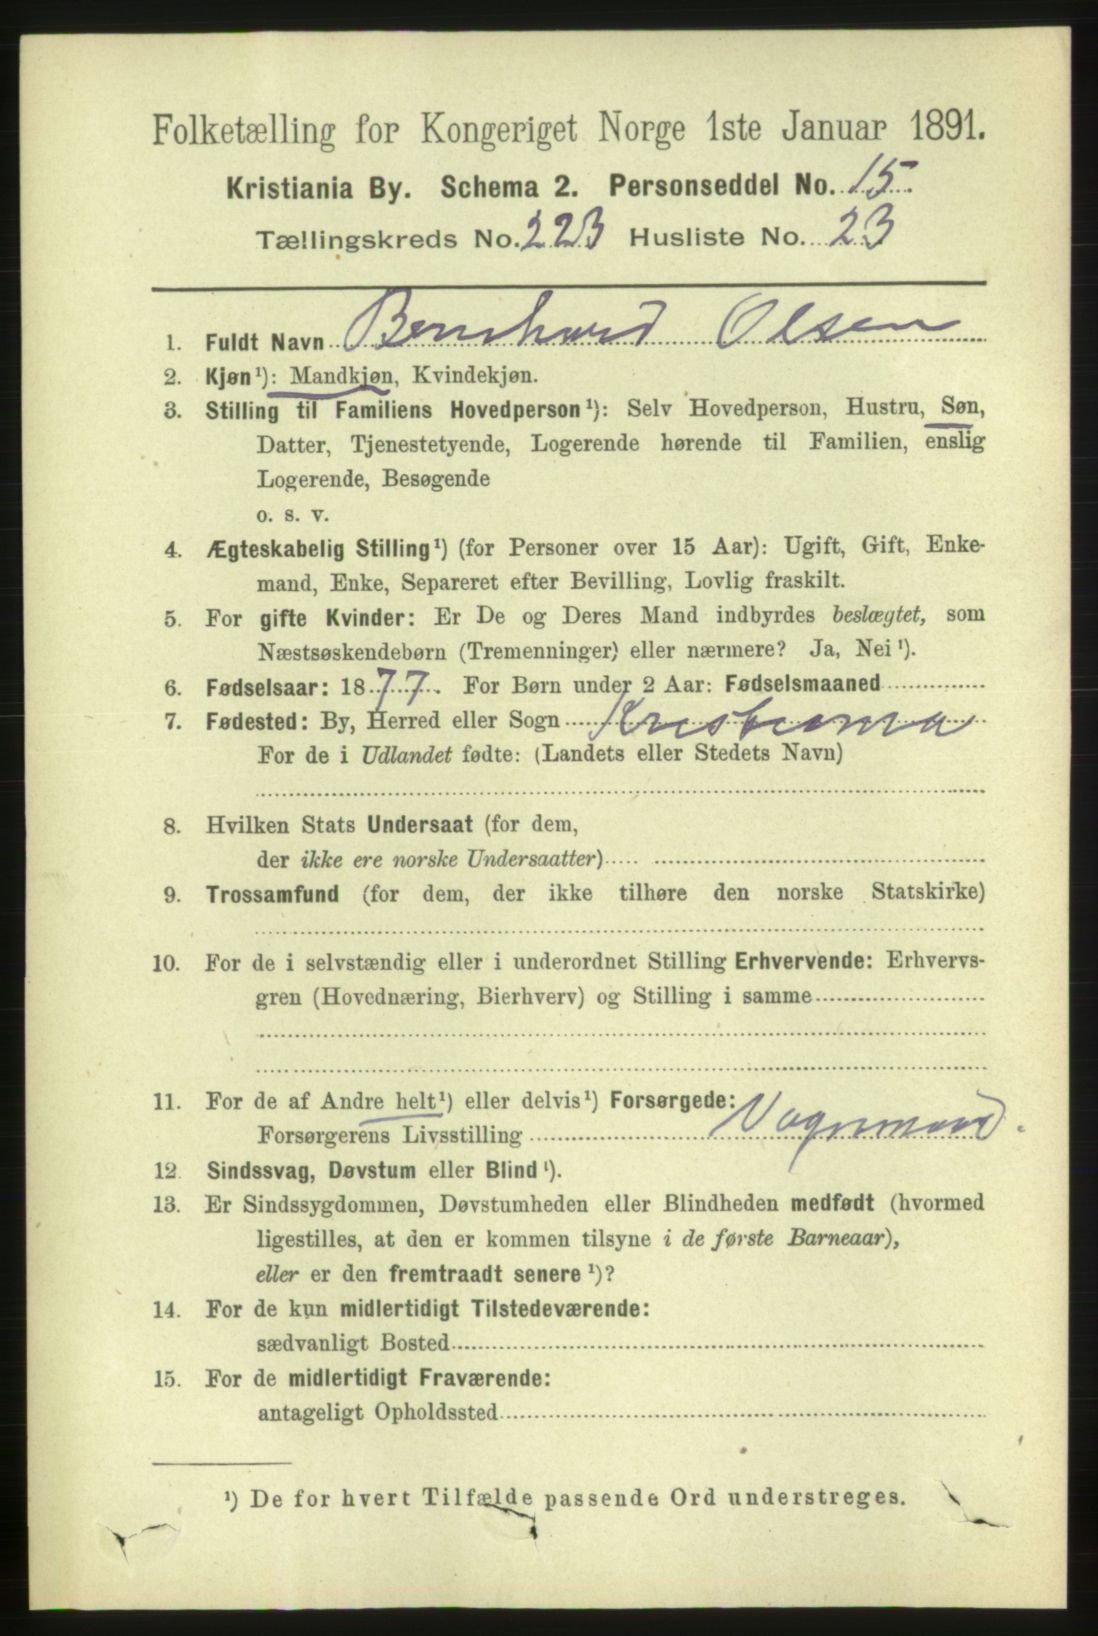 Folketælling for Kongeriget Norge 1ste Januar 1891.
Kristiania By. Schema 2. Personseddel No. 15.
Tællingskreds No. 223 Husliste No. 23
1. Fuldt Navn Bernhard Olsen
2. Kjøn¹): Mandkjøn, Kvindekjøn.
3. Stilling til Familiens Hovedperson¹): Selv Hovedperson, Hustru, Søn,
Datter, Tjenestetyende, Logerende hørende til Familien, enslig
Logerende, Besøgende
o. s. v.
4. Ægteskabelig Stilling¹) (for Personer over 15 Aar): Ugift, Gift, Enke-
mand, Enke, Separeret efter Bevilling, Lovlig fraskilt.
5. For gifte Kvinder: Er De og Deres Mand indbyrdes beslægtet, som
Næstsøskendebørn (Tremenninger) eller nærmere? Ja, Nei¹).
6. Fødselsaar: 1877. For Børn under 2 Aar: Fødselsmaaned
7. Fødested: By, Herred eller Sogn Kristiania
For de i Udlandet fødte: (Landets eller Stedets Navn)
8. Hvilken Stats Undersaat (for dem,
der ikke ere norske Undersaatter)
9. Trossamfund (for dem, der ikke tilhøre den norske Statskirke)
10. For de i selvstændig eller i underordnet Stilling Erhvervende: Erhvervs-
gren (Hovednæring, Bierhverv) og Stilling i samme
11. For de af Andre helt¹) eller delvis¹) Forsørgede:
Forsørgerens Livsstilling Vognmand.
12. Sindssvag, Døvstum eller Blind¹).
13. Er Sindssygdommen, Døvstumheden eller Blindheden medfødt (hvormed
ligestilles, at den er kommen tilsyne i de første Barneaar),
eller er den fremtraadt senere¹)?
14. For de kun midlertidigt Tilstedeværende:
sædvanligt Bosted
15. For de midlertidigt Fraværende:
antageligt Opholdssted
¹) De for hvert Tilfælde passende Ord understreges.